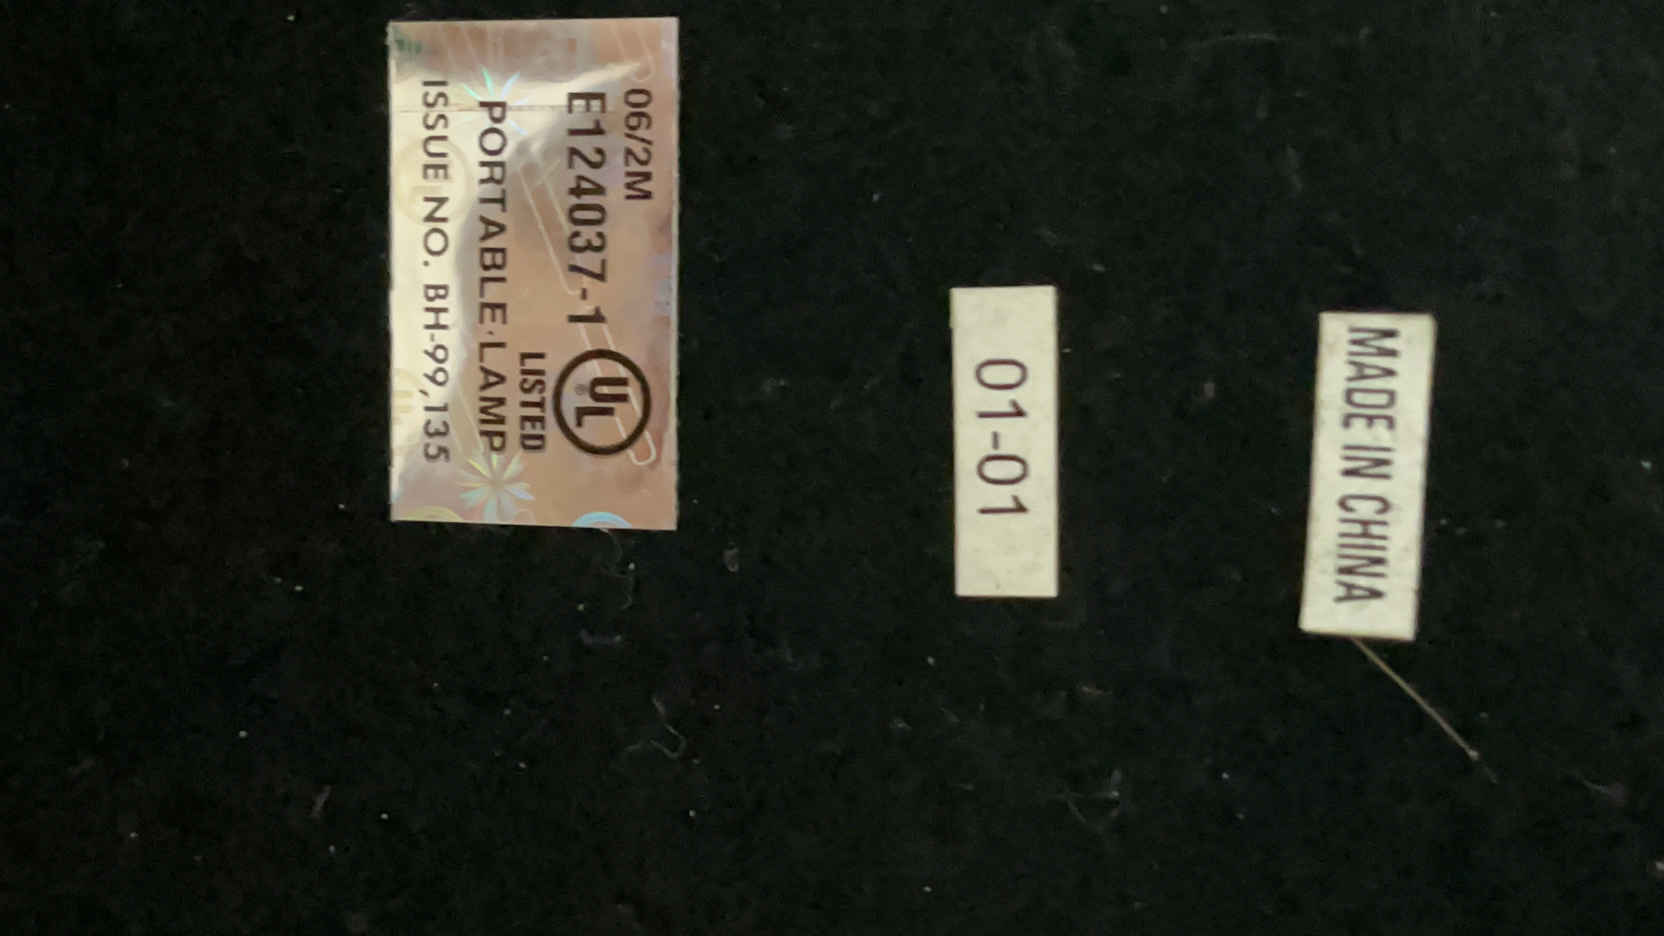 06/2M
E124037-1
UL
®
LISTED
PORTABLE·LAMP
ISSUE NO. BH-99,135
01-01
MADE IN CHINA